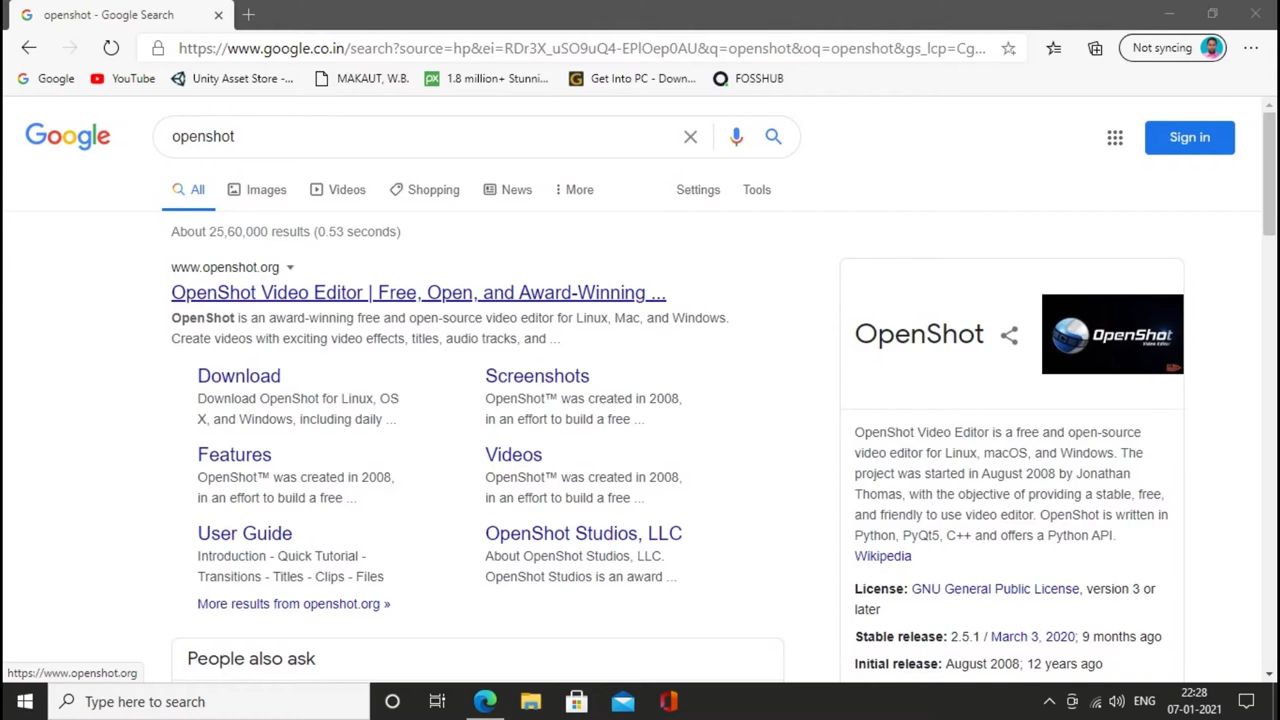 openshot - Google Search
https://www.google.co.in/search?source=hp&ei=RDr3X_uSO9uQ4-EPlOep0AU&q=openshot&oq=openshot&gs_lcp=Cg...
Not syncing
Google
YouTube
Unity Asset Store -...
MAKAUT, W.B.
px
1.8 million+ Stunni...
Get Into PC - Down...
FOSSHUB
Google
openshot
Sign in
All
Images
Videos
Shopping
News
More
Settings
Tools
About 25,60,000 results (0.53 seconds)
www.openshot.org
OpenShot Video Editor | Free, Open, and Award-Winning ...
OpenShot is an award-winning free and open-source video editor for Linux, Mac, and Windows.
Create videos with exciting video effects, titles, audio tracks, and ...
Download
Download OpenShot for Linux, OS
X, and Windows, including daily ...
Screenshots
OpenShot™ was created in 2008,
in an effort to build a free ...
Features
OpenShot™ was created in 2008,
in an effort to build a free ...
Videos
OpenShot™ was created in 2008,
in an effort to build a free ...
User Guide
Introduction - Quick Tutorial -
Transitions - Titles - Clips - Files
OpenShot Studios, LLC
About OpenShot Studios, LLC.
OpenShot Studios is an award ...
More results from openshot.org »
People also ask
OpenShot
OpenShot
Video Editor
OpenShot Video Editor is a free and open-source
video editor for Linux, macOS, and Windows. The
project was started in August 2008 by Jonathan
Thomas, with the objective of providing a stable, free,
and friendly to use video editor. OpenShot is written in
Python, PyQt5, C++ and offers a Python API.
Wikipedia
License: GNU General Public License, version 3 or
later
Stable release: 2.5.1 / March 3, 2020; 9 months ago
Initial release: August 2008; 12 years ago
https://www.openshot.org
Type here to search
ENG
22:28
07-01-2021